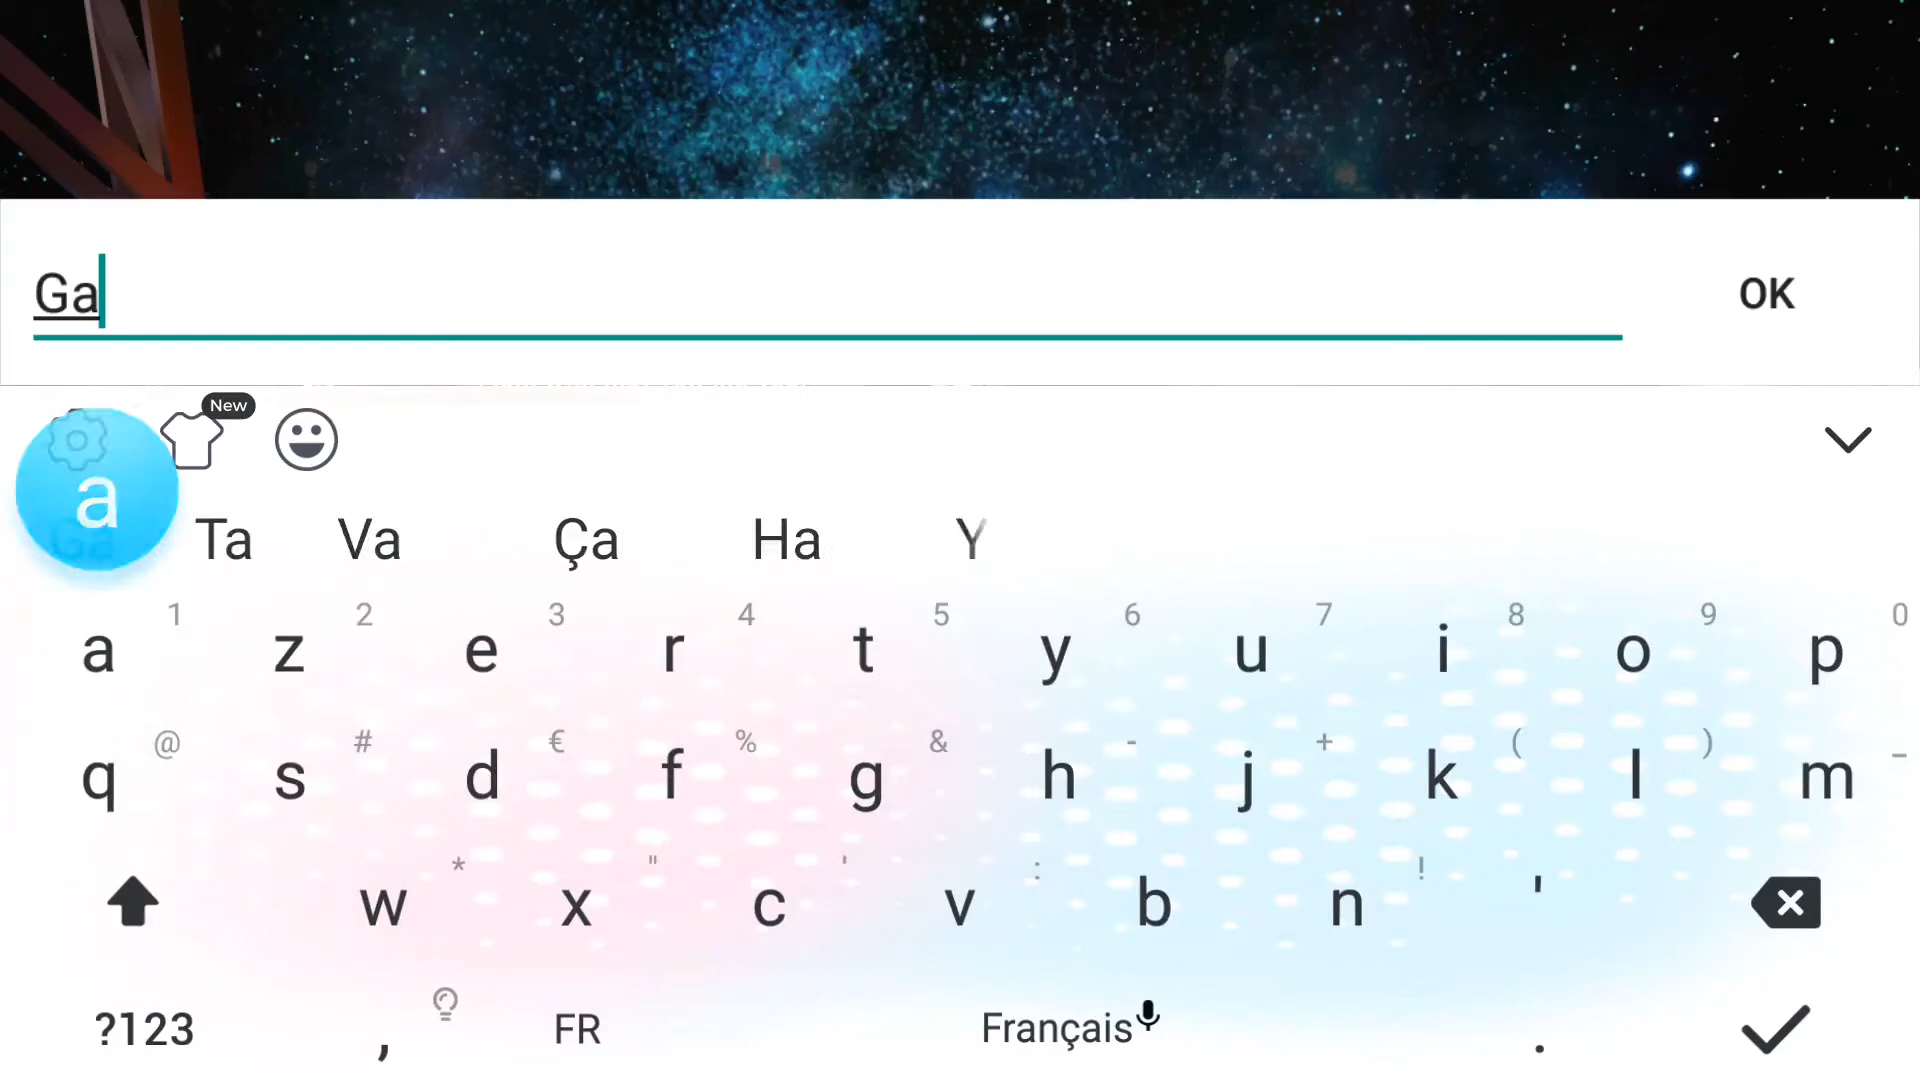 Ga
OK
New
a
Ga Ta Va Ça Ha Y
1 2 3 4 5 6 7 8 9 0
a z e r t y u i o p
@ # € % & - + ( ) _
q s d f g h j k l m
* " ' : !
w x c v b n '
?123 , FR Français .